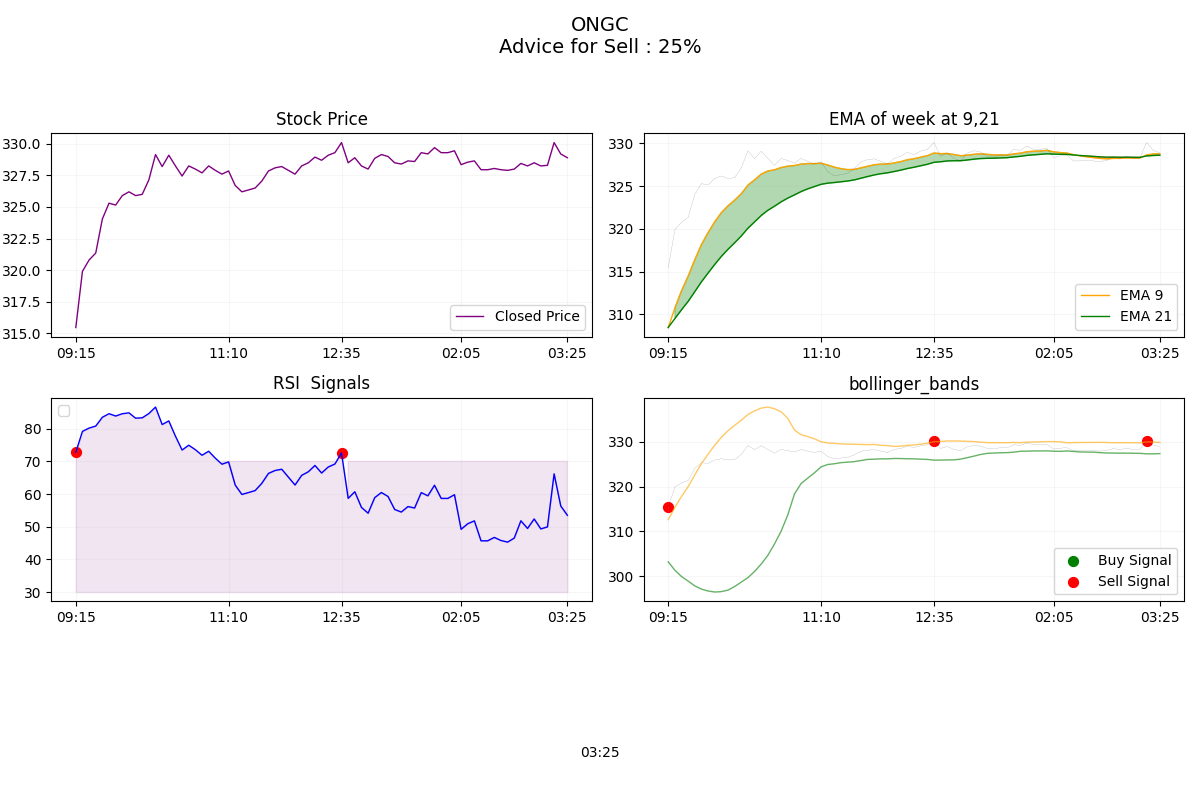 ONGC
Advice for Sell : 25%
Stock Price
330.0
327.5
325.0
322.5
320.0
317.5
315.0
Closed Price
09:15 11:10 12:35 02:05 03:25
EMA of week at 9,21
330
325
320
315
310
EMA 9
EMA 21
09:15 11:10 12:35 02:05 03:25
RSI  Signals
80
70
60
50
40
30
09:15 11:10 12:35 02:05 03:25
bollinger_bands
330
320
310
300
Buy Signal
Sell Signal
09:15 11:10 12:35 02:05 03:25
03:25